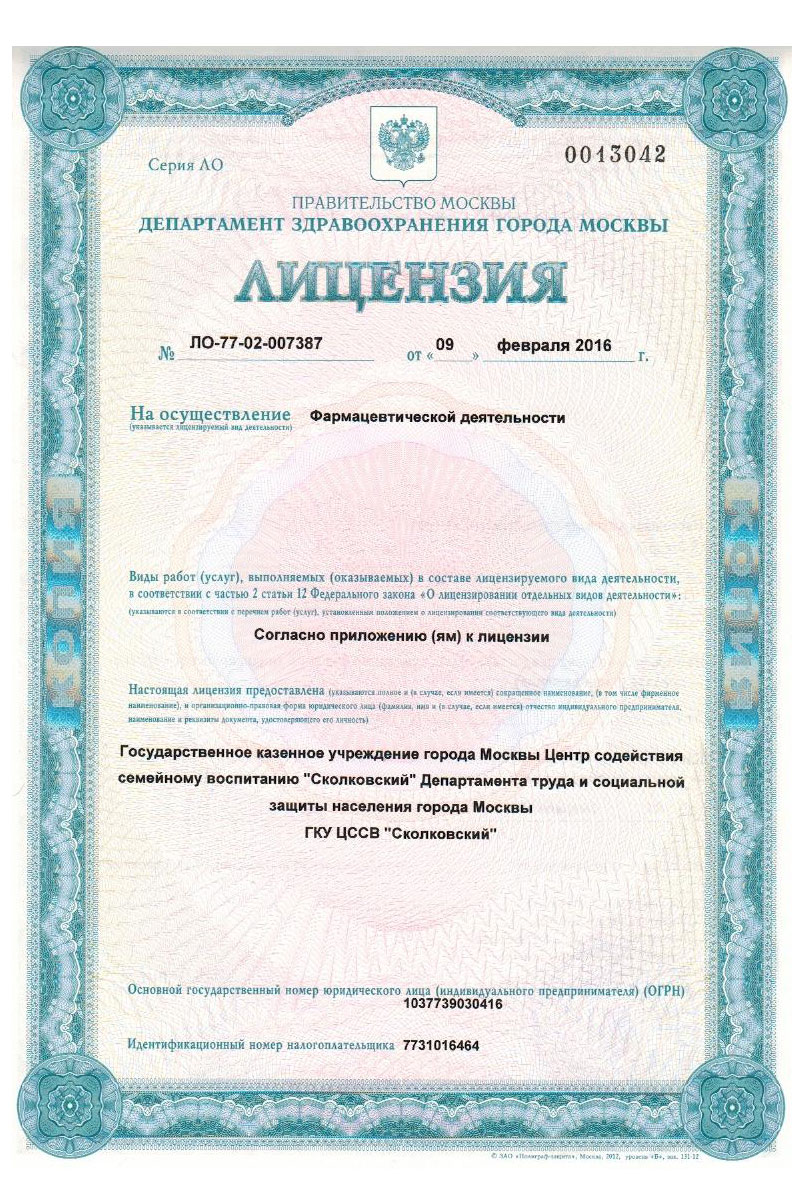 Серия ЛО
0013042
ПРАВИТЕЛЬСТВО МОСКВЫ
ДЕПАРТАМЕНТ ЗДРАВООХРАНЕНИЯ ГОРОДА МОСКВЫ
ЛИЦЕНЗИЯ
№ ЛО-77-02-007387 от « 09 » февраля 2016 г.
На осуществление Фармацевтической деятельности
(указывается лицензируемый вид деятельности)
Виды работ (услуг), выполняемых (оказываемых) в составе лицензируемого вида деятельности,
в соответствии с частью 2 статьи 12 Федерального закона «О лицензировании отдельных видов деятельности»:
(указываются в соответствии с перечнем работ (услуг), установленным положением о лицензировании соответствующего вида деятельности)
Согласно приложению (ям) к лицензии
Настоящая лицензия предоставлена (указываются полное и (в случае, если имеется) сокращенное наименование, (в том числе фирменное
наименование), и организационно-правовая форма юридического лица (фамилия, имя и (в случае, если имеется) отчество индивидуального предпринимателя,
наименование и реквизиты документа, удостоверяющего его личность)
Государственное казенное учреждение города Москвы Центр содействия
семейному воспитанию "Сколковский" Департамента труда и социальной
защиты населения города Москвы
ГКУ ЦССВ "Сколковский"
Основной государственный номер юридического лица (индивидуального предпринимателя) (ОГРН)
1037739030416
Идентификационный номер налогоплательщика 7731016464
© ЗАО «Полиграф-защита», Москва, 2012, уровень «В», зак. 131-12
КОПИЯ
КОПИЯ